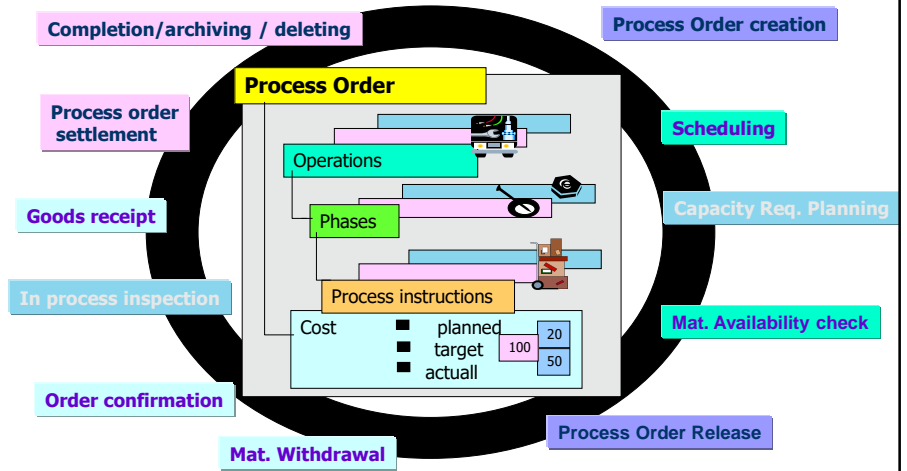 Completion/archiving / deleting
Process Order creation
Process Order
Process order
settlement
Scheduling
Operations
Goods receipt
Phases
Capacity Req. Planning
In process inspection
Process instructions
Cost
planned
target
actuall
100
20
50
Mat. Availability check
Order confirmation
Process Order Release
Mat. Withdrawal